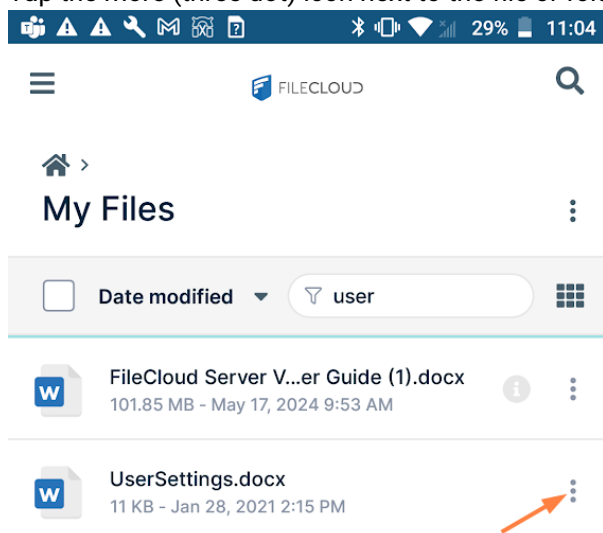 29% 11:04
FILECLOUD
My Files
Date modified user
FileCloud Server V...er Guide (1).docx
101.85 MB - May 17, 2024 9:53 AM
W
UserSettings.docx
W
11 KB - Jan 28, 2021 2:15 PM